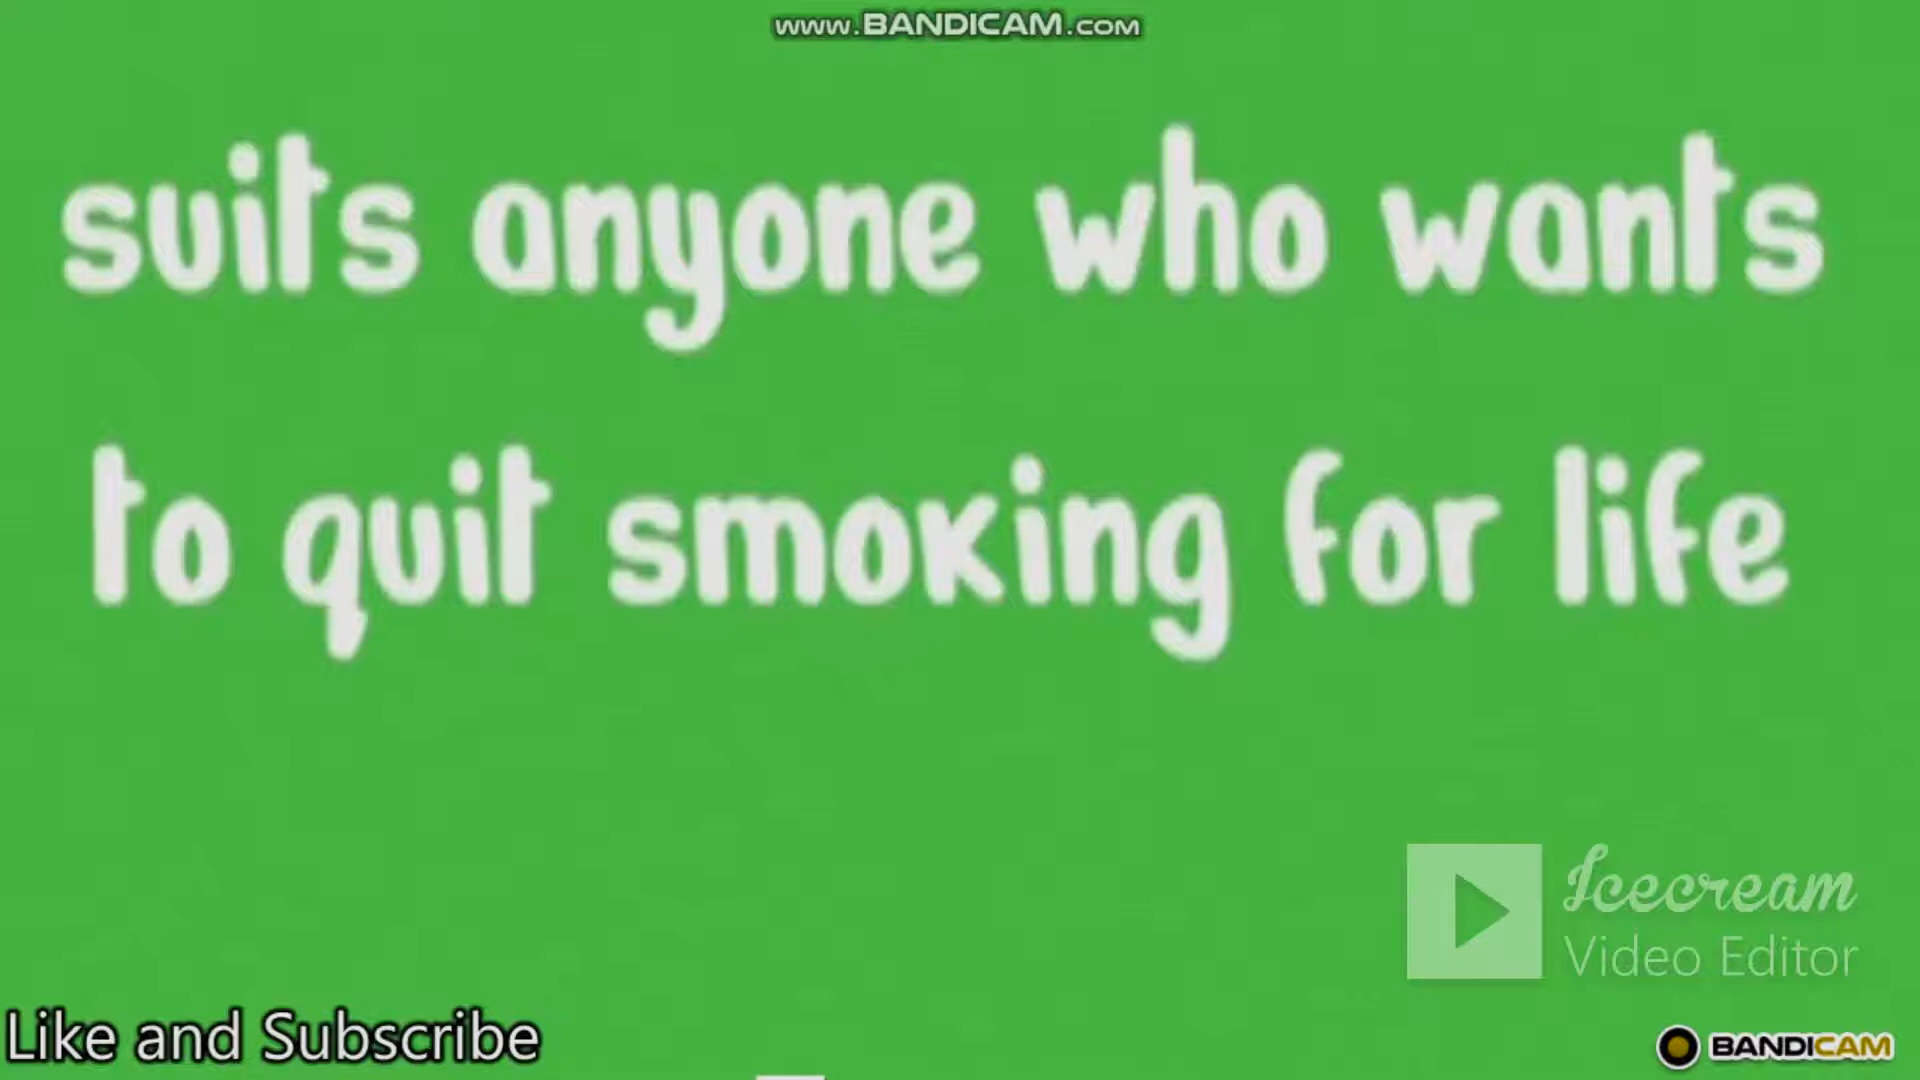 www.BANDICAM.com
suits anyone who wants
to quit smoking for life
Icecream
Video Editor
Like and Subscribe
BANDICAM